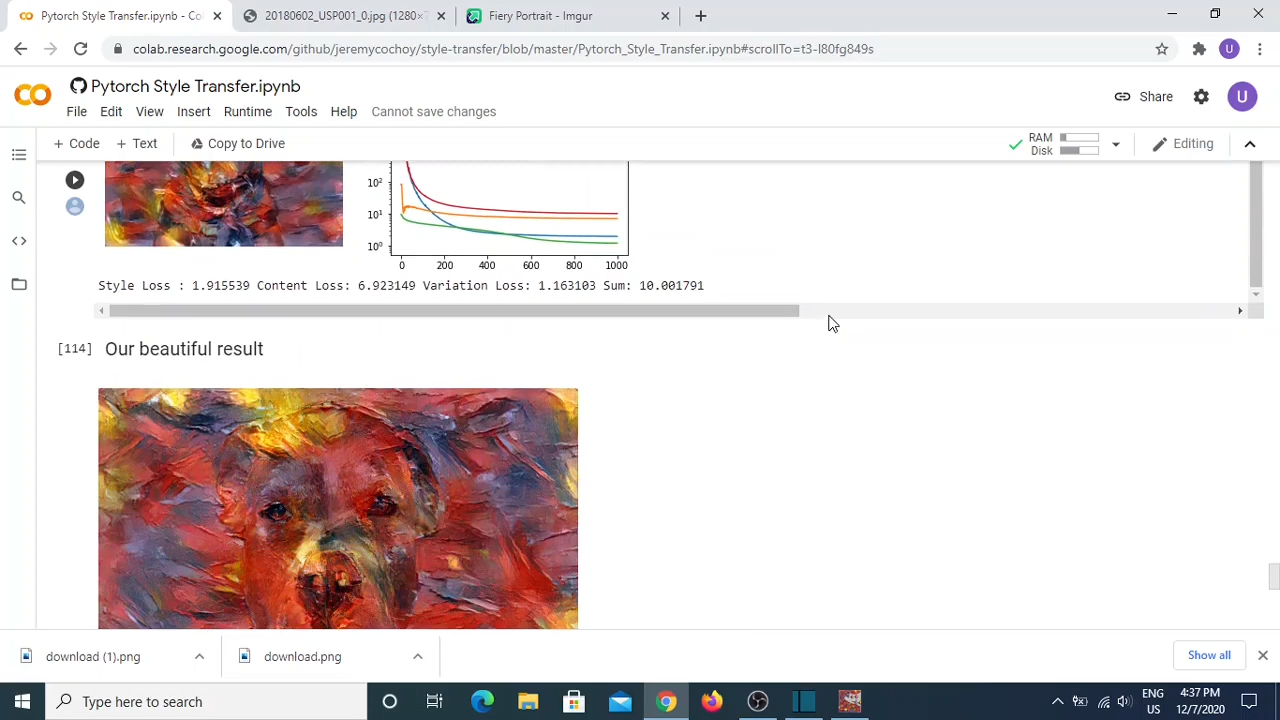 Pytorch Style Transfer.ipynb - Co
20180602_USP001_0.jpg (1280×7
Fiery Portrait - Imgur
colab.research.google.com/github/jeremycochoy/style-transfer/blob/master/Pytorch_Style_Transfer.ipynb#scrollTo=t3-l80fg849s
U
Pytorch Style Transfer.ipynb
File Edit View Insert Runtime Tools Help Cannot save changes
Share
U
+ Code + Text Copy to Drive
RAM
Disk
Editing
10²
10¹
10⁰
0 200 400 600 800 1000
Style Loss : 1.915539 Content Loss: 6.923149 Variation Loss: 1.163103 Sum: 10.001791
[114] Our beautiful result
download (1).png
download.png
Show all
Type here to search
ENG
US
4:37 PM
12/7/2020